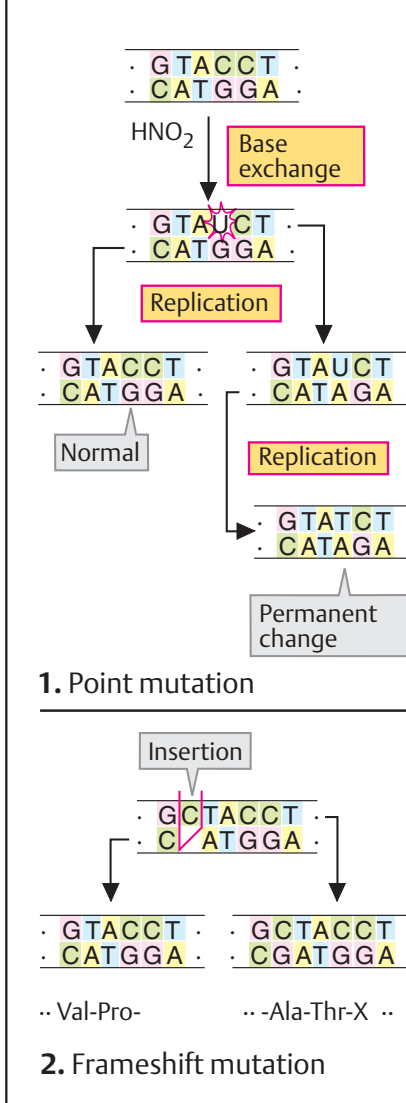 · G T A C C T ·
· C A T G G A ·
HNO2
Base
exchange
· G T A U C T ·
· C A T G G A ·
Replication
· G T A C C T ·
· C A T G G A ·
· G T A U C T
· C A T A G A
Normal
Replication
· G T A T C T
· C A T A G A
Permanent
change
1. Point mutation
Insertion
· G C T A C C T ·
· C A T G G A ·
· G T A C C T ·
· C A T G G A ·
· G C T A C C T
· C G A T G G A
·· Val-Pro-
·· -Ala-Thr-X ··
2. Frameshift mutation